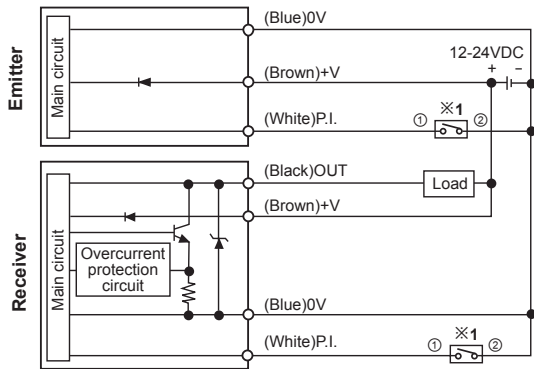 Emitter
Main circuit
(Blue)0V
12-24VDC
+ −
(Brown)+V
※1
① ②
(White)P.I.
Receiver
Main circuit
(Black)OUT
Load
(Brown)+V
Overcurrent
protection
circuit
(Blue)0V
※1
① ②
(White)P.I.